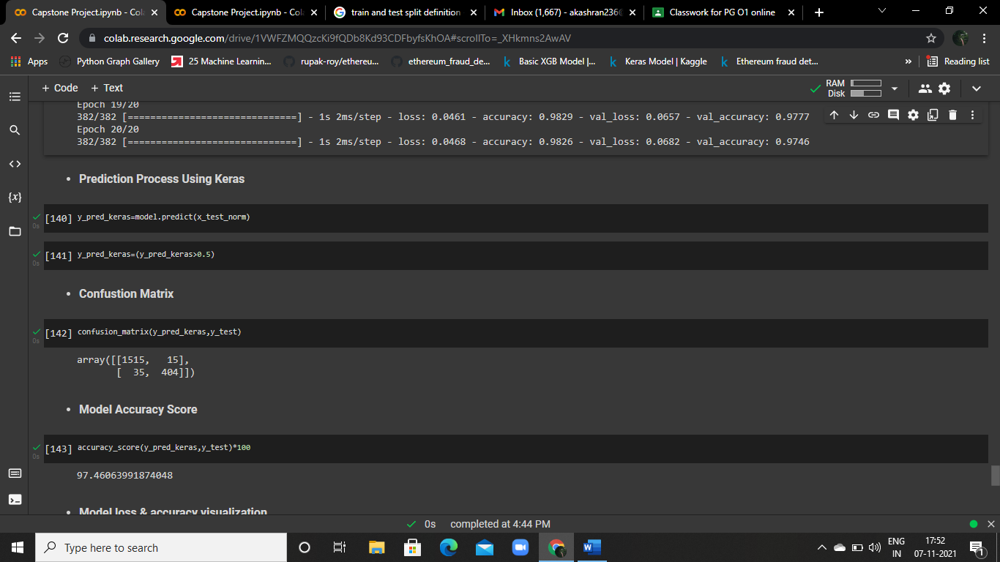 Capstone Project.ipynb - Col
Capstone Project.ipynb - Col
train and test split definition
Inbox (1,667) - akashran236@
Classwork for PG O1 online
colab.research.google.com/drive/1VWFZMQQzcKi9fQDb8Kd93CDFbyfsKhOA#scrollTo=_XHkmns2AwAV
Apps
Python Graph Gallery
25 Machine Learnin...
rupak-roy/ethereu...
ethereum_fraud_de...
Basic XGB Model |...
Keras Model | Kaggle
Ethereum fraud det...
»
Reading list
+ Code
+ Text
RAM
Disk
Epoch 19/20
382/382 [==============================] - 1s 2ms/step - loss: 0.0461 - accuracy: 0.9829 - val_loss: 0.0657 - val_accuracy: 0.9777
Epoch 20/20
382/382 [==============================] - 1s 2ms/step - loss: 0.0468 - accuracy: 0.9826 - val_loss: 0.0682 - val_accuracy: 0.9746
• Prediction Process Using Keras
[140] y_pred_keras=model.predict(x_test_norm)
0s
[141] y_pred_keras=(y_pred_keras>0.5)
0s
• Confustion Matrix
[142] confusion_matrix(y_pred_keras,y_test)
0s
array([[1515, 15],
[ 35, 404]])
• Model Accuracy Score
[143] accuracy_score(y_pred_keras,y_test)*100
0s
97.46063991874048
• Model loss & accuracy visualization
0s completed at 4:44 PM
Type here to search
ENG
IN
17:52
07-11-2021
1